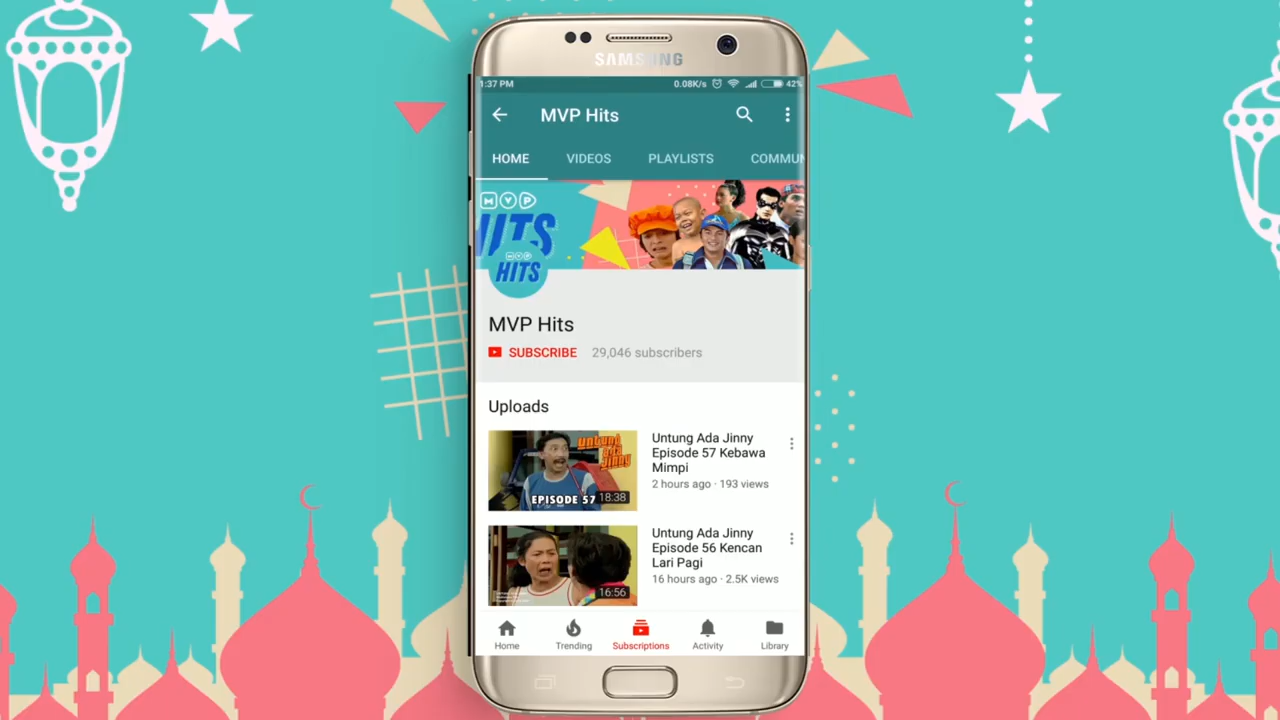 SAMSUNG
1:37 PM 0.08K/s 42%
MVP Hits
HOME VIDEOS PLAYLISTS COMMUN
MVP
HITS
MVP
HITS
MVP Hits
SUBSCRIBE 29,046 subscribers
Uploads
untung
ada
jinny
EPISODE 57 18:38
Untung Ada Jinny
Episode 57 Kebawa
Mimpi
2 hours ago · 193 views
16:56
Untung Ada Jinny
Episode 56 Kencan
Lari Pagi
16 hours ago · 2.5K views
Home Trending Subscriptions Activity Library